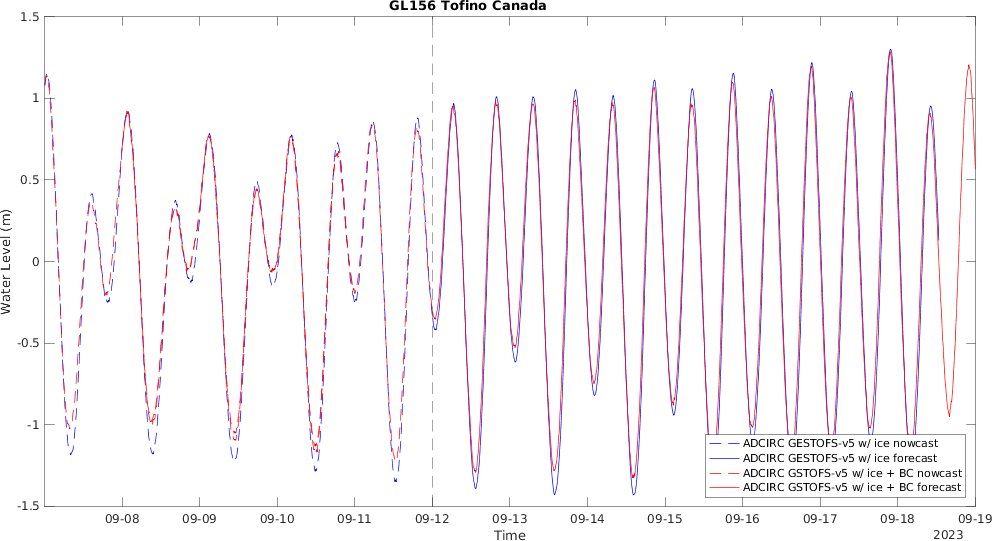 GL156 Tofino Canada
1.5
1
0.5
0
-0.5
-1
-1.5
Water Level (m)
ADCIRC GESTOFS-v5 w/ ice nowcast
ADCIRC GESTOFS-v5 w/ ice forecast
ADCIRC GSTOFS-v5 w/ ice + BC nowcast
ADCIRC GSTOFS-v5 w/ ice + BC forecast
09-08 09-09 09-10 09-11 09-12 09-13 09-14 09-15 09-16 09-17 09-18 09-19
Time
2023